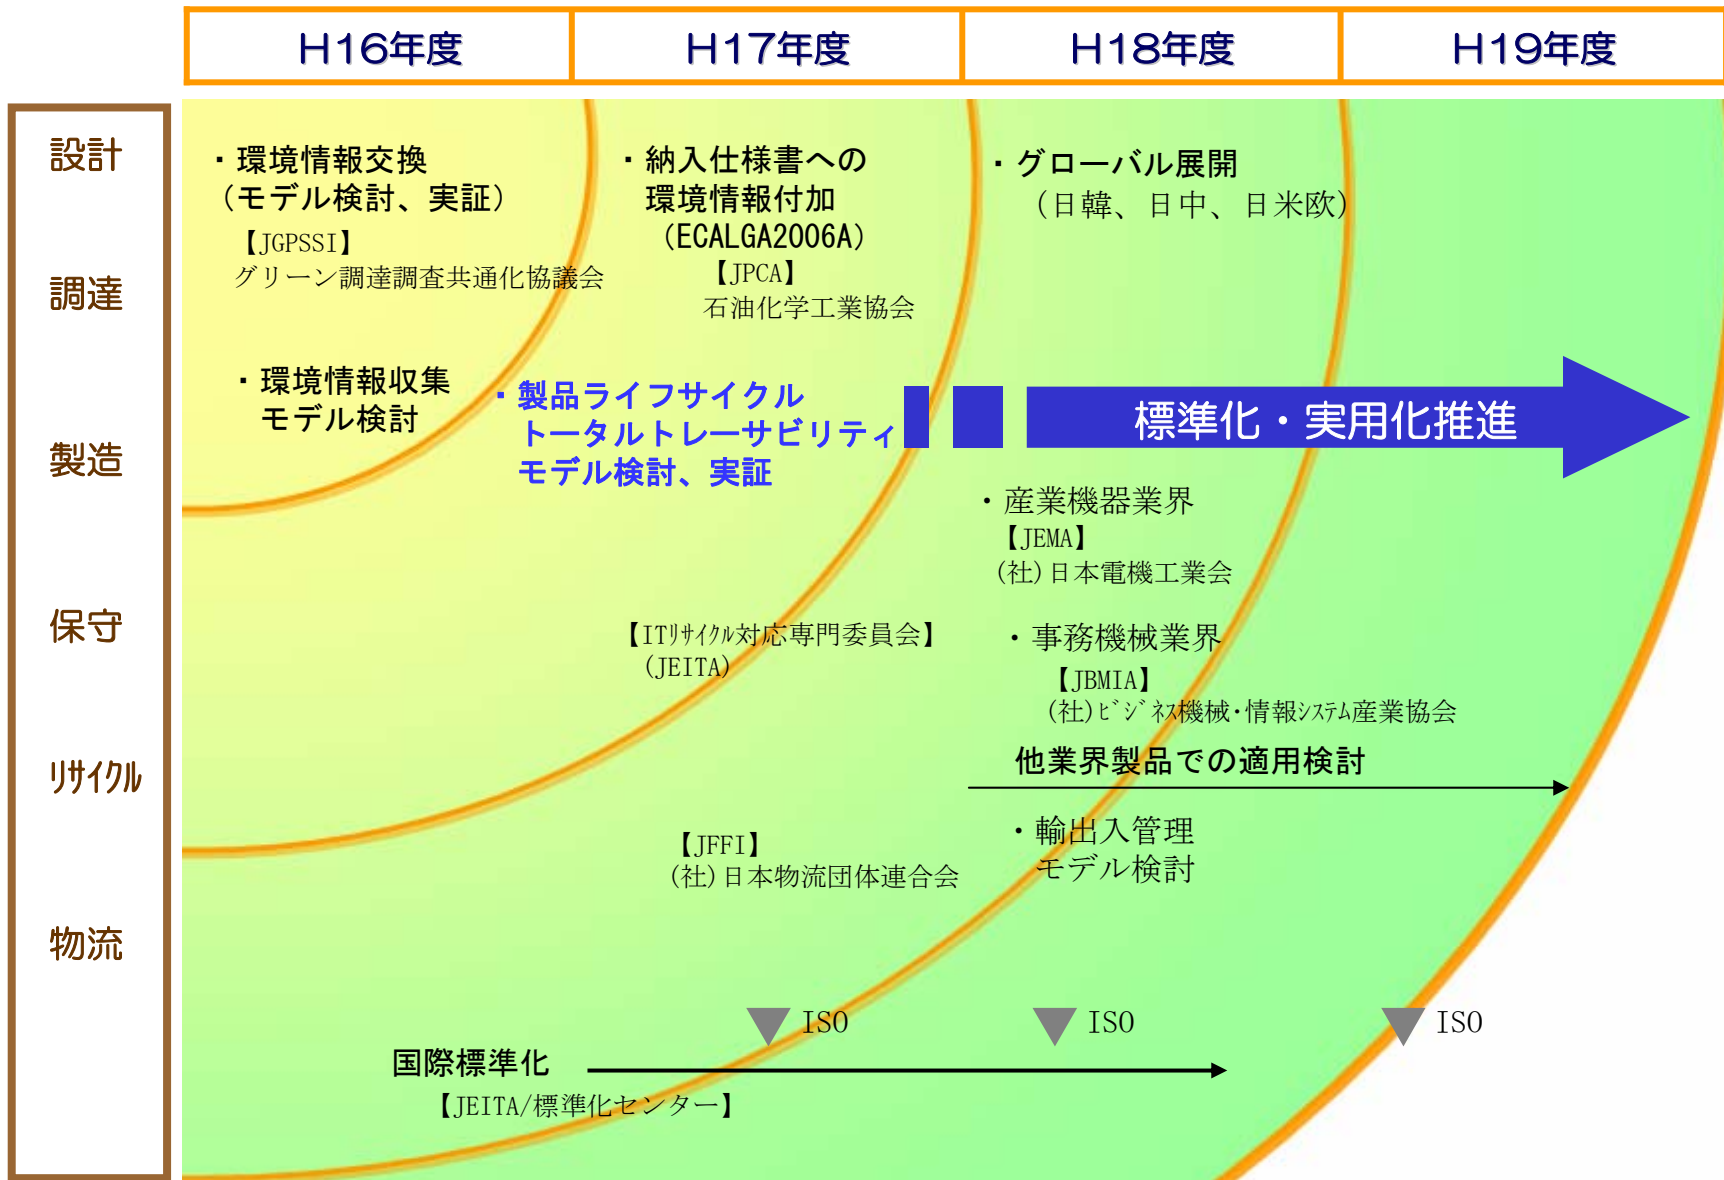 H16年度
H17年度
H18年度
H19年度
設計
調達
製造
保守
ﾘｻｲｸﾙ
物流
・環境情報交換
（モデル検討、実証）
【JGPSSI】
グリーン調達調査共通化協議会
・納入仕様書への
環境情報付加
（ECALGA2006A）
【JPCA】
石油化学工業協会
・グローバル展開
（日韓、日中、日米欧）
・環境情報収集
モデル検討
・製品ライフサイクル
トータルトレーサビリティ
モデル検討、実証
標準化・実用化推進
・産業機器業界
【JEMA】
(社)日本電機工業会
【ITﾘｻｲｸﾙ対応専門委員会】
(JEITA)
・事務機械業界
【JBMIA】
(社)ﾋﾞｼﾞﾈｽ機械･情報ｼｽﾃﾑ産業協会
他業界製品での適用検討
【JFFI】
(社)日本物流団体連合会
・輸出入管理
モデル検討
ISO
ISO
ISO
国際標準化
【JEITA/標準化センター】